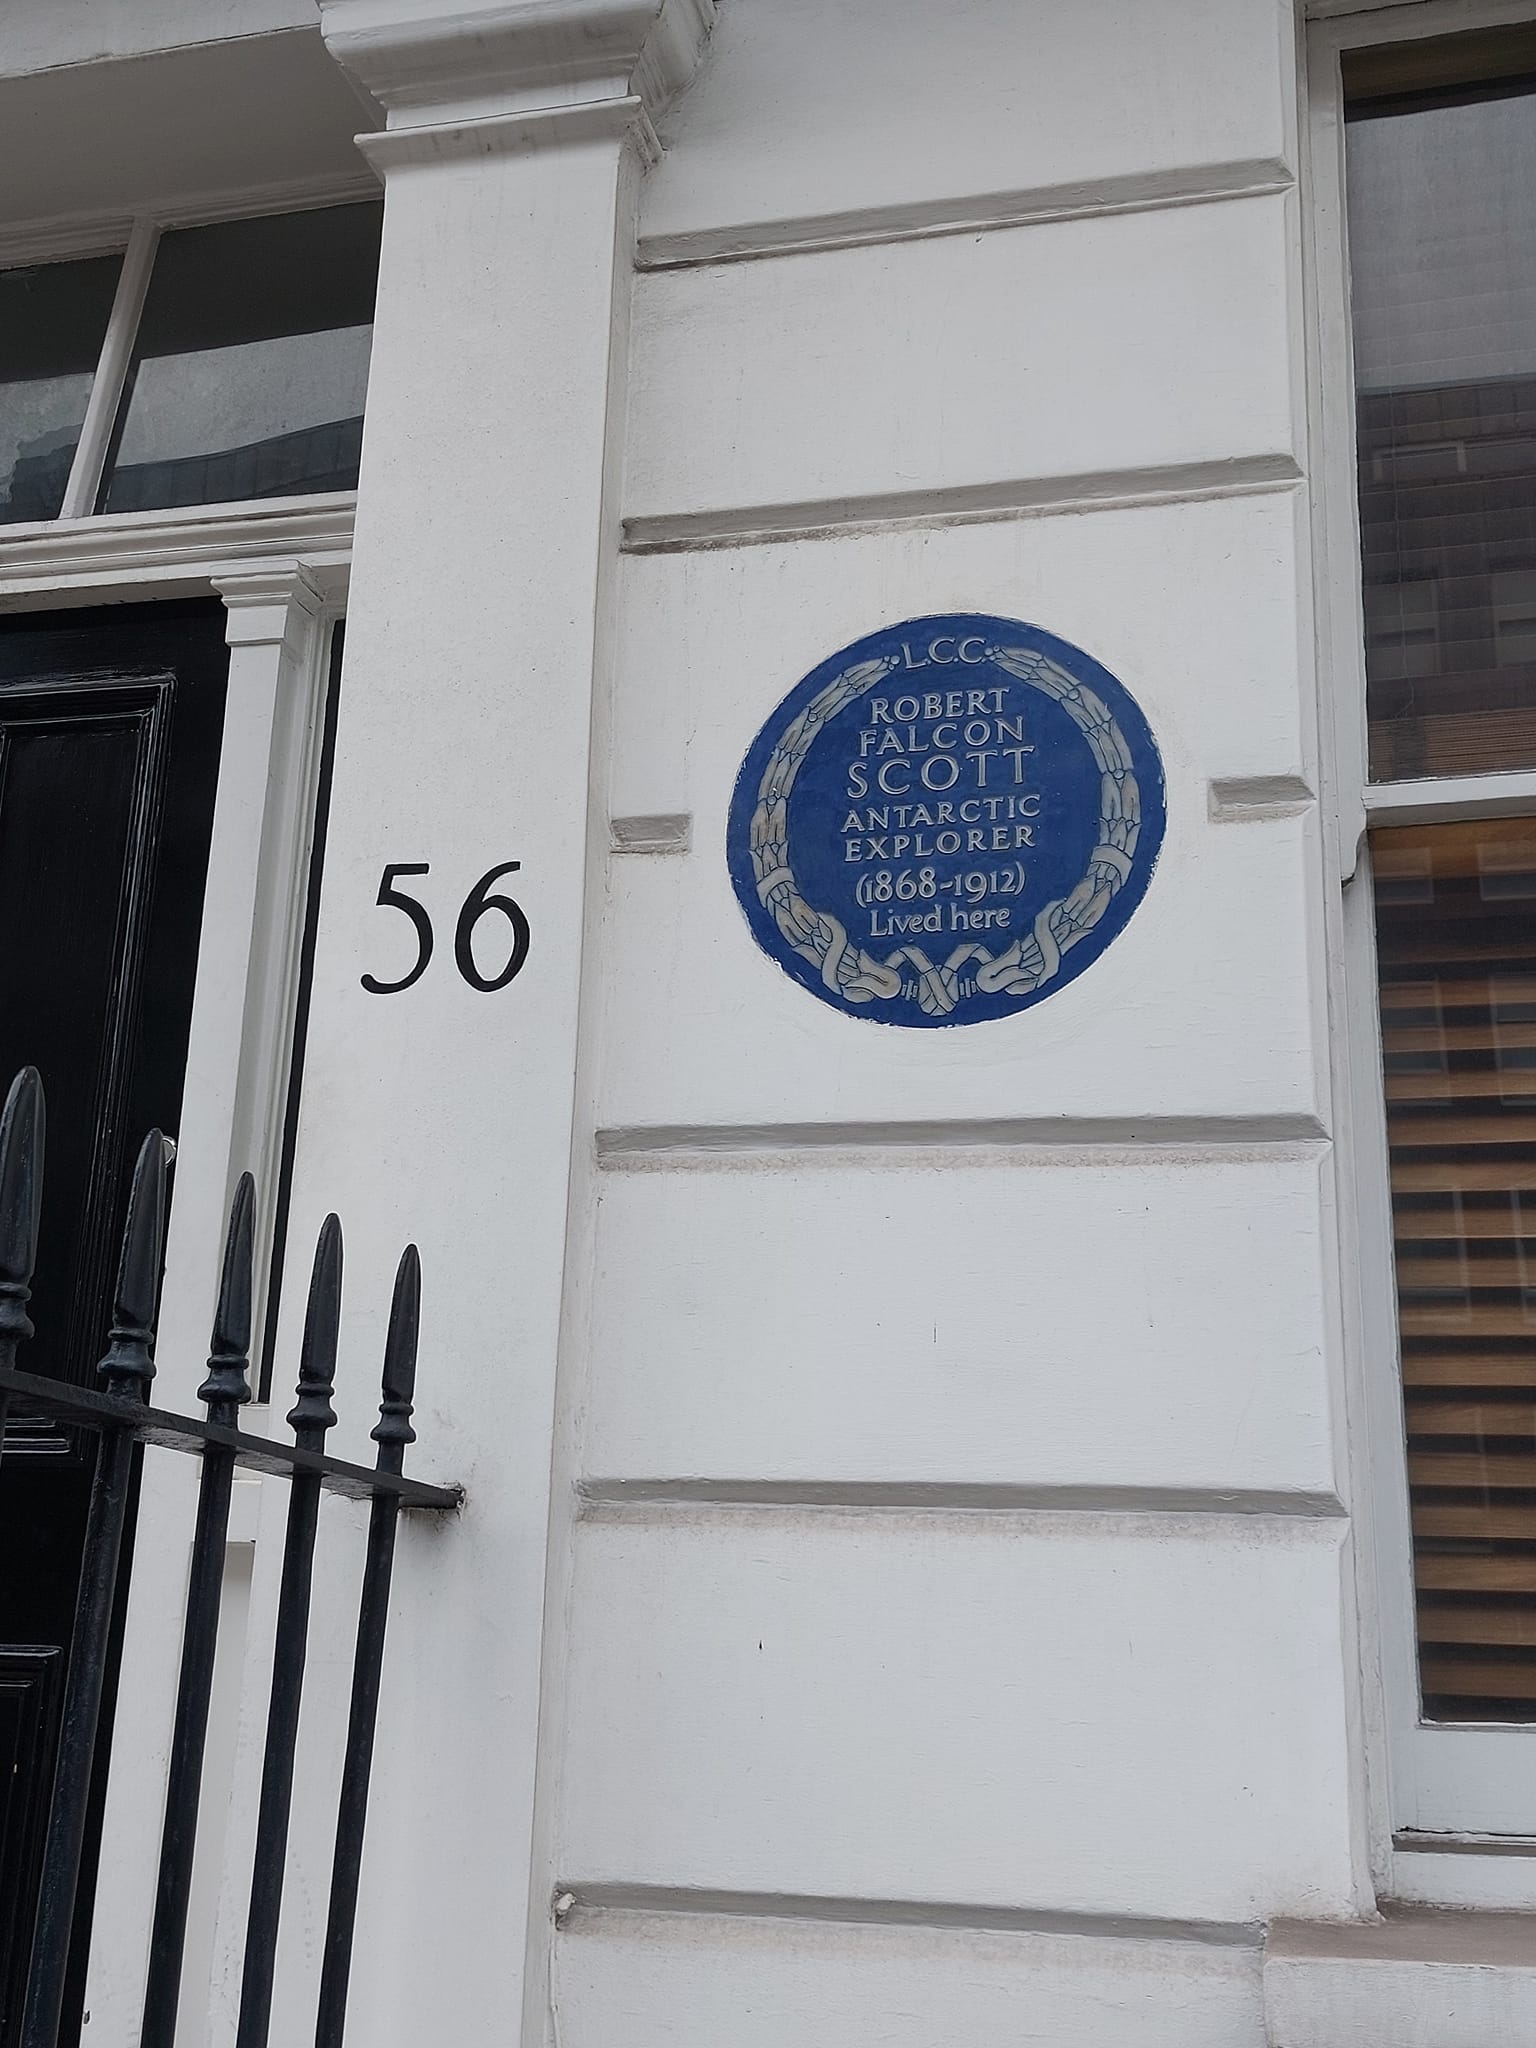 56
L.C.C.
ROBERT
FALCON
SCOTT
ANTARCTIC
EXPLORER
(1868-1912)
Lived here